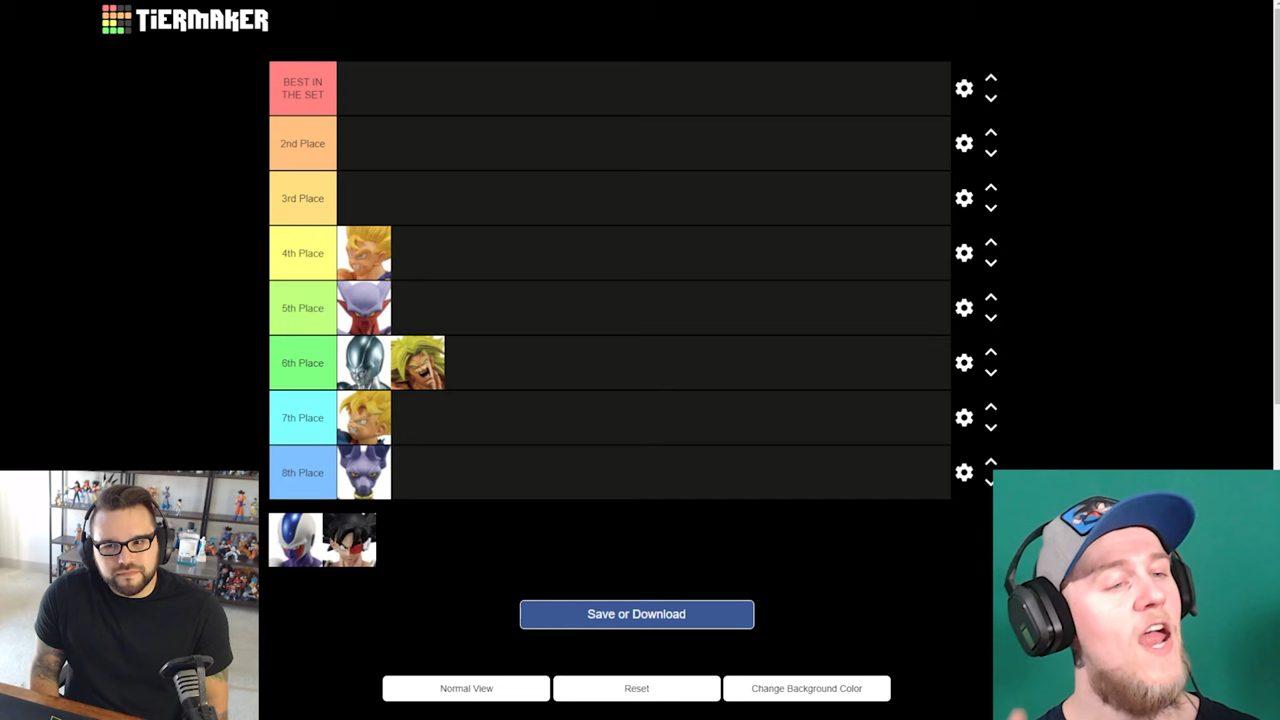 TiERMAKER
BEST IN
THE SET
2nd Place
3rd Place
4th Place
5th Place
6th Place
7th Place
8th Place
Save or Download
Normal View
Reset
Change Background Color